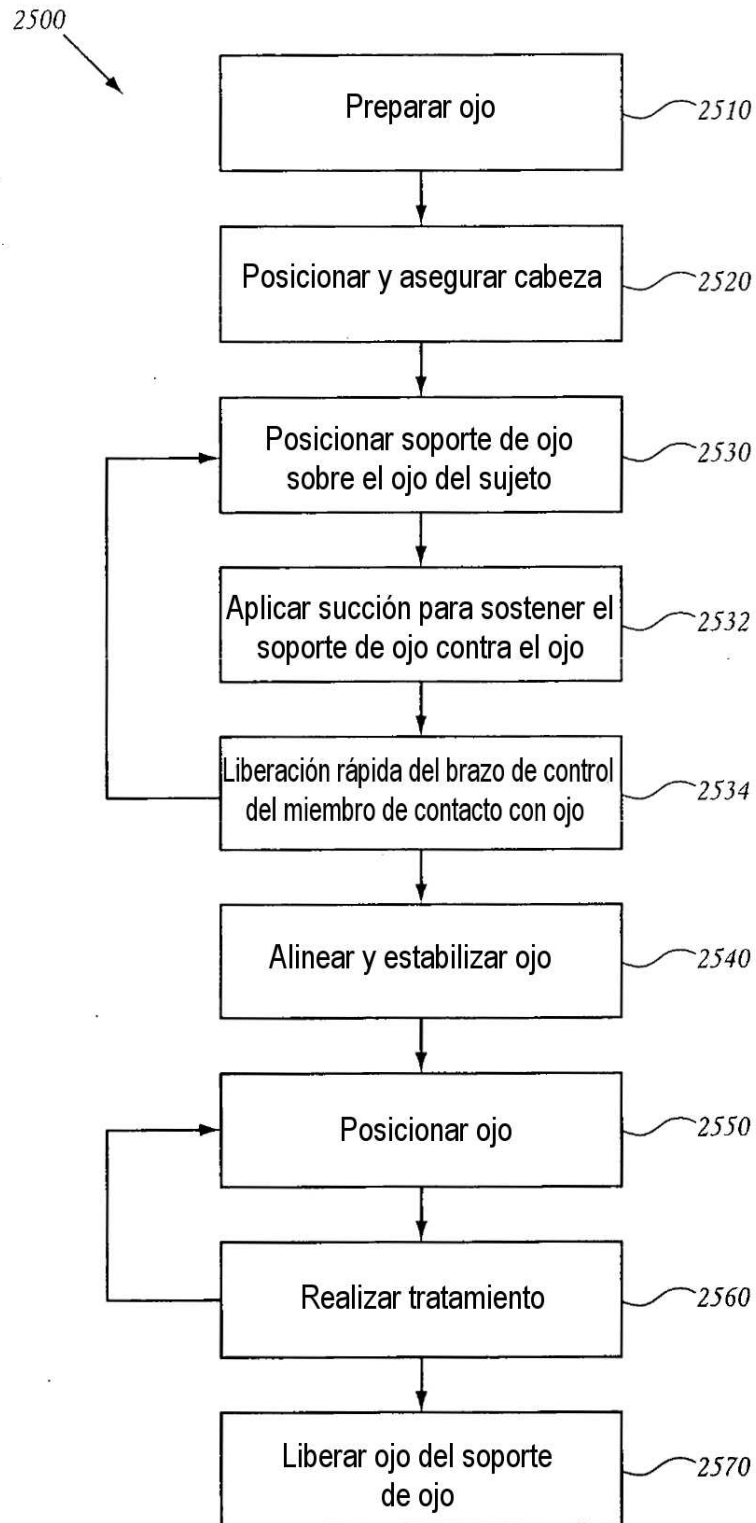 2500
Preparar ojo
2510
Posicionar y asegurar cabeza
2520
Posicionar soporte de ojo
sobre el ojo del sujeto
2530
Aplicar succión para sostener el
soporte de ojo contra el ojo
2532
Liberación rápida del brazo de control
del miembro de contacto con ojo
2534
Alinear y estabilizar ojo
2540
Posicionar ojo
2550
Realizar tratamiento
2560
Liberar ojo del soporte
de ojo
2570